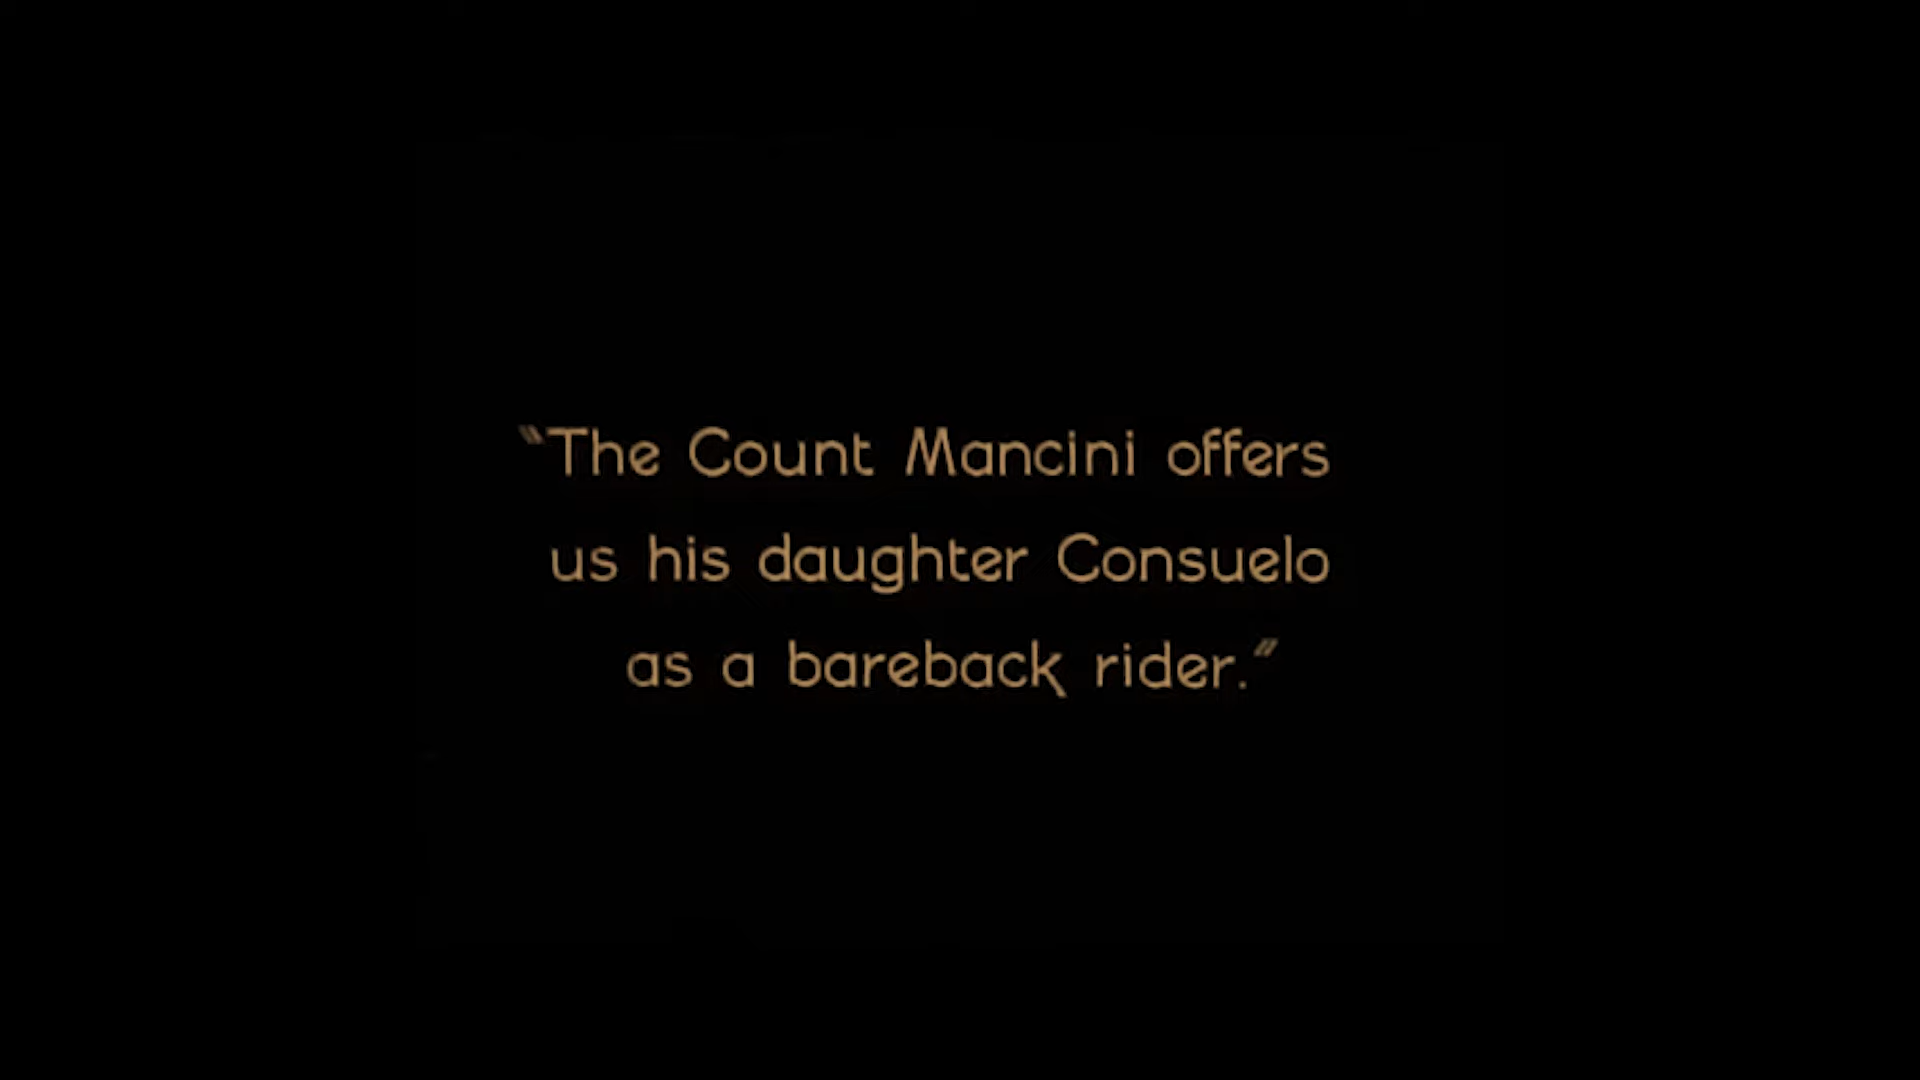 “The Count Mancini offers
us his daughter Consuelo
as a bareback rider.”